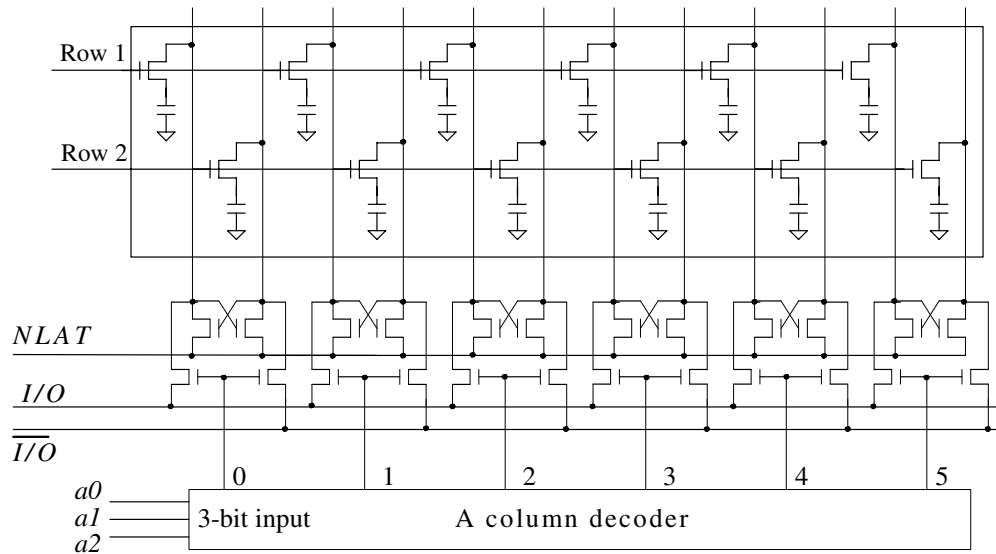 Row 1
Row 2
NLAT
I/O
I/O
0 1 2 3 4 5
a0
a1
a2
3-bit input A column decoder